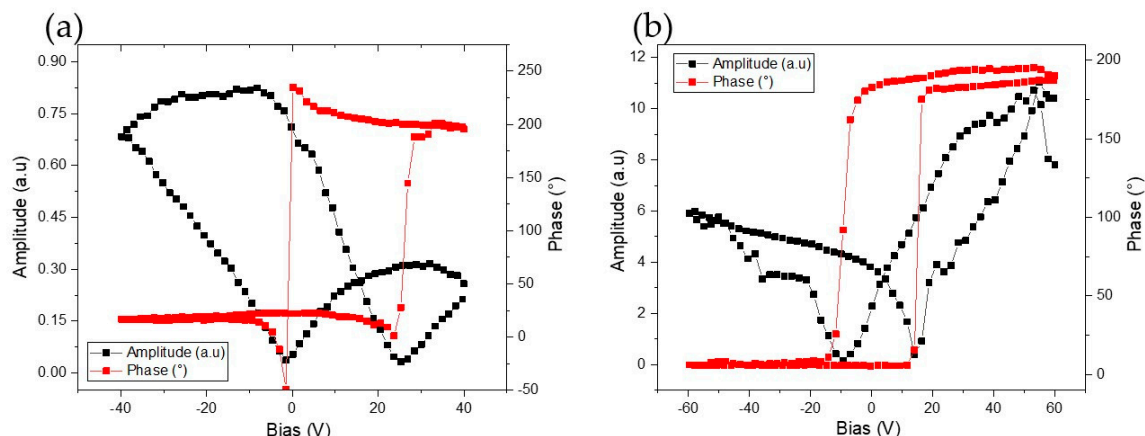 (a)
0.90
0.75
0.60
0.45
0.30
0.15
0.00
Amplitude (a.u)
250
200
150
100
50
0
-50
Phase (°)
Amplitude (a.u)
Phase (°)
-40 -20 0 20 40
Bias (V)
(b)
12
10
8
6
4
2
0
Amplitude (a.u)
200
150
100
50
0
Phase (°)
Amplitude (a.u)
Phase (°)
-60 -40 -20 0 20 40 60
Bias (V)